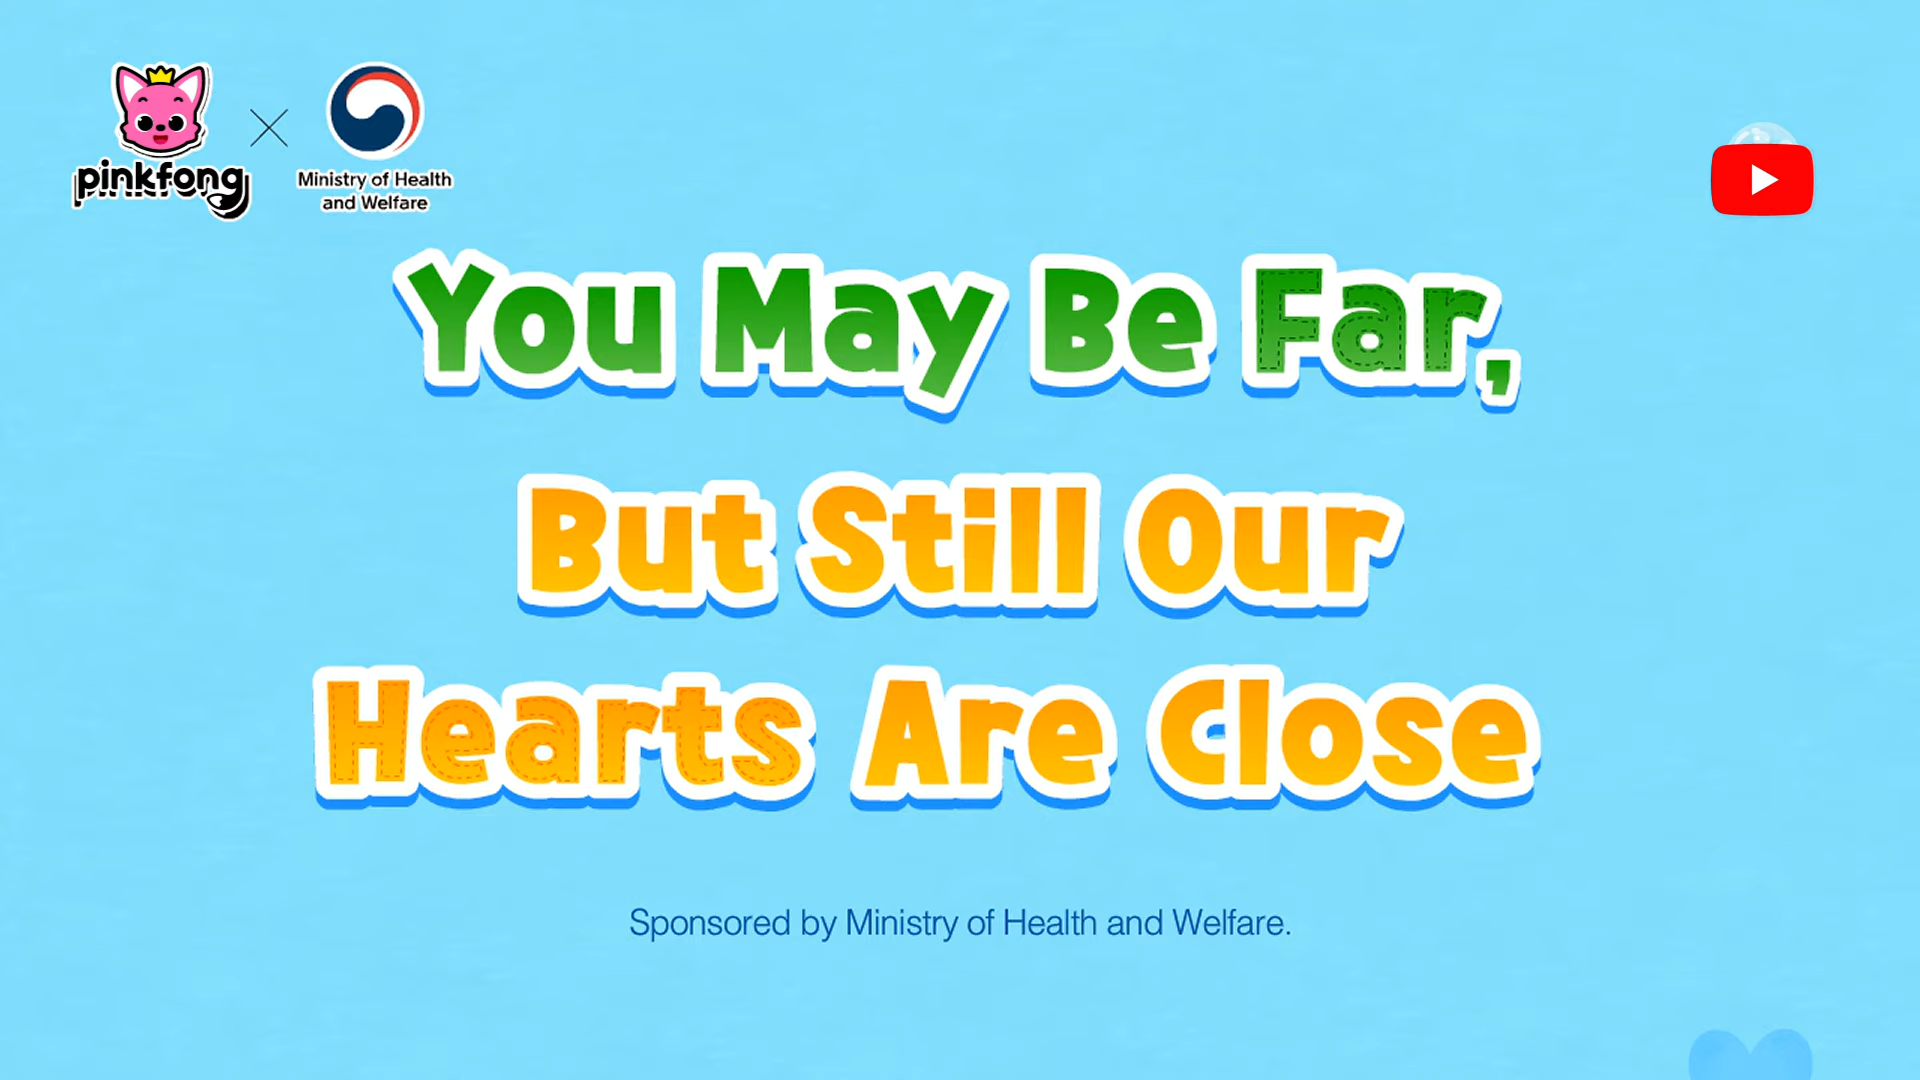 pinkfong
Ministry of Health
and Welfare
You May Be Far,
But Still Our
Hearts Are Close
Sponsored by Ministry of Health and Welfare.